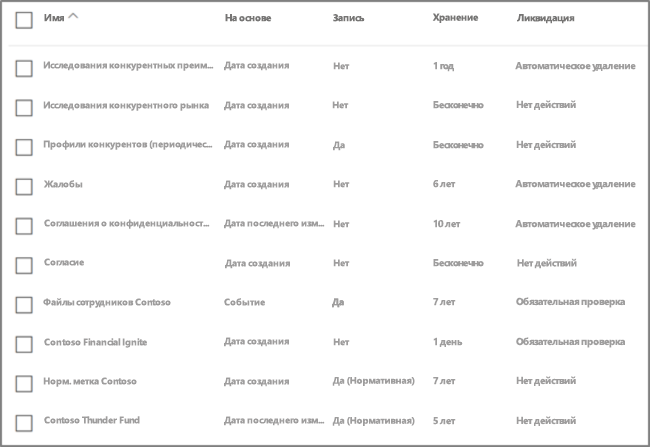 Имя На основе Запись Хранение Ликвидация
Исследования конкурентных преим... Дата создания Нет 1 год Автоматическое удаление
Исследования конкурентного рынка Дата создания Нет Бесконечно Нет действий
Профили конкурентов (периодичес... Дата создания Да Бесконечно Нет действий
Жалобы Дата создания Нет 6 лет Автоматическое удаление
Соглашения о конфиденциальност... Дата последнего изм... Нет 10 лет Автоматическое удаление
Согласие Дата создания Нет Бесконечно Нет действий
Файлы сотрудников Contoso Событие Да 7 лет Обязательная проверка
Contoso Financial Ignite Дата создания Нет 1 день Обязательная проверка
Норм. метка Contoso Дата создания Да (Нормативная) 7 лет Нет действий
Contoso Thunder Fund Дата последнего изм... Да (Нормативная) 5 лет Нет действий